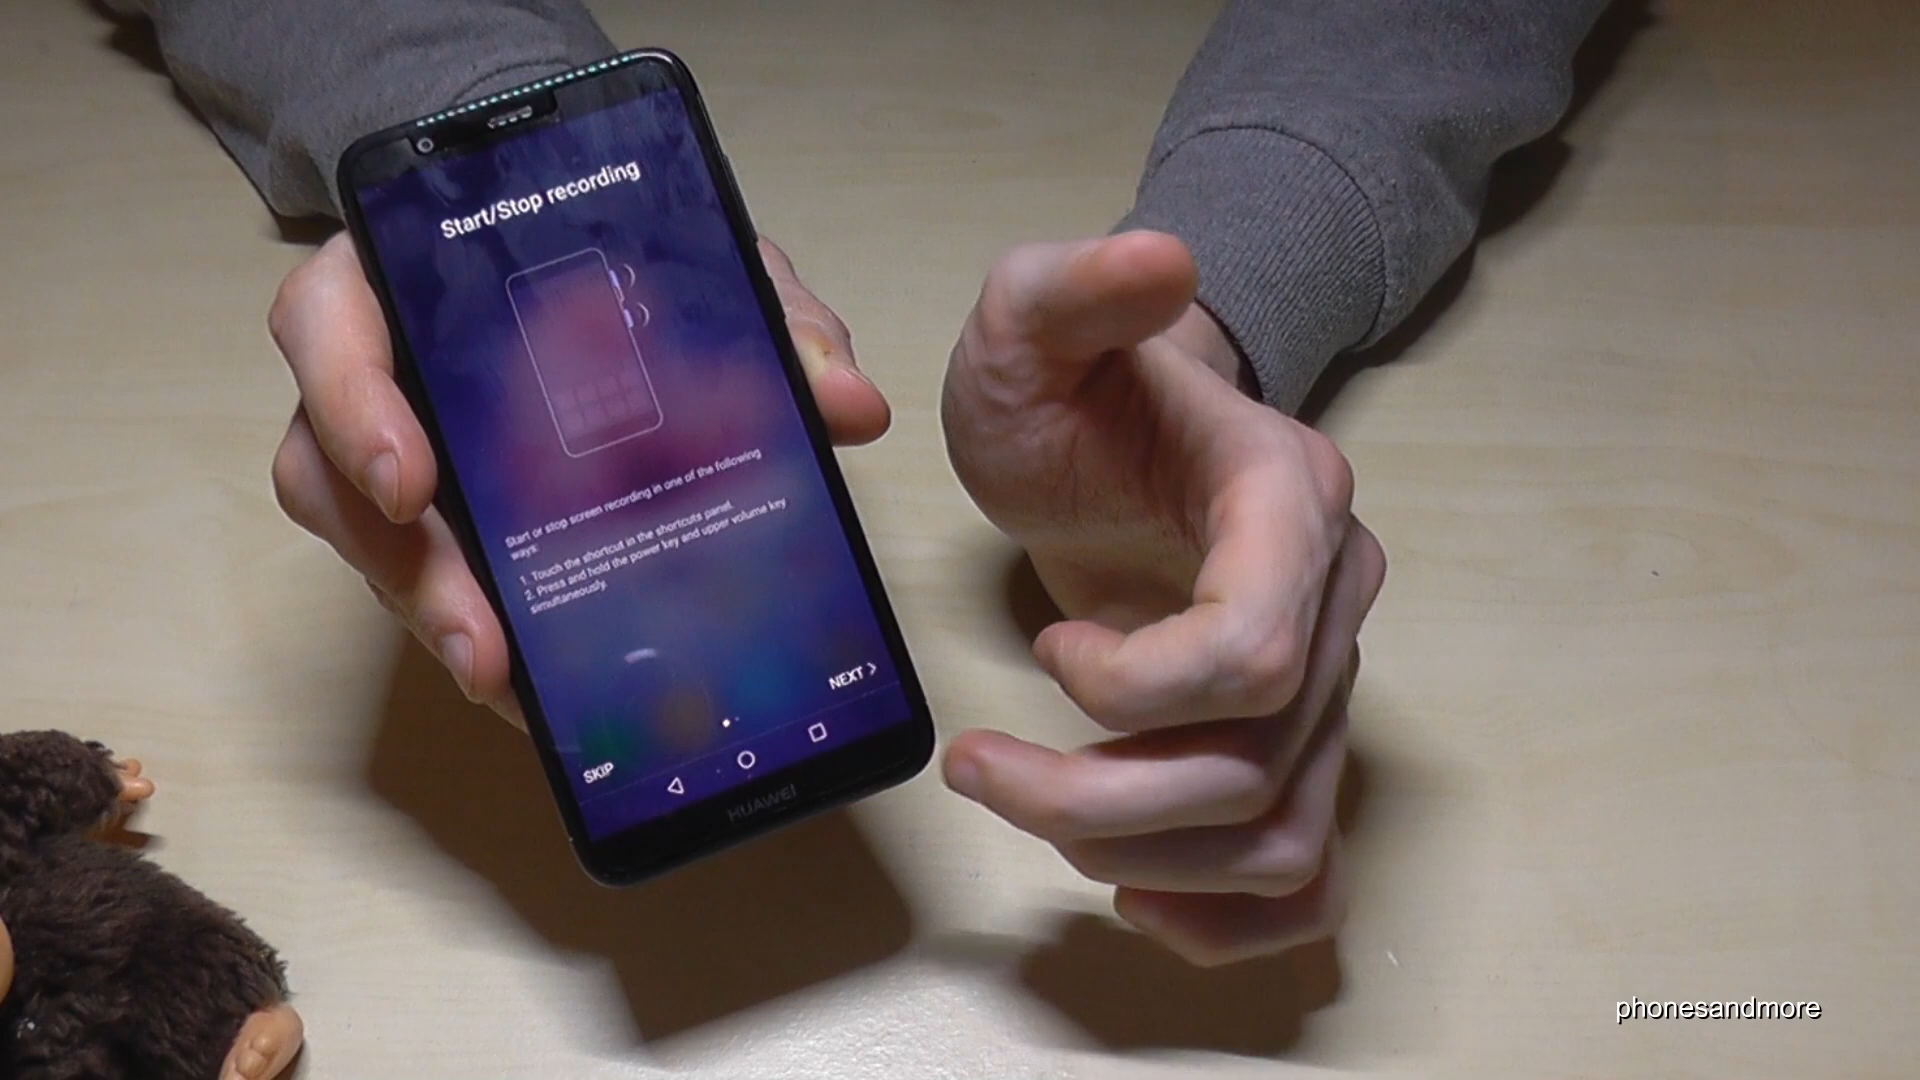 Start/Stop recording
Start or stop screen recording in one of the following
ways:
1. Touch the shortcut in the shortcuts panel.
2. Press and hold the power key and upper volume key
simultaneously.
NEXT >
SKIP
HUAWEI
phonesandmore